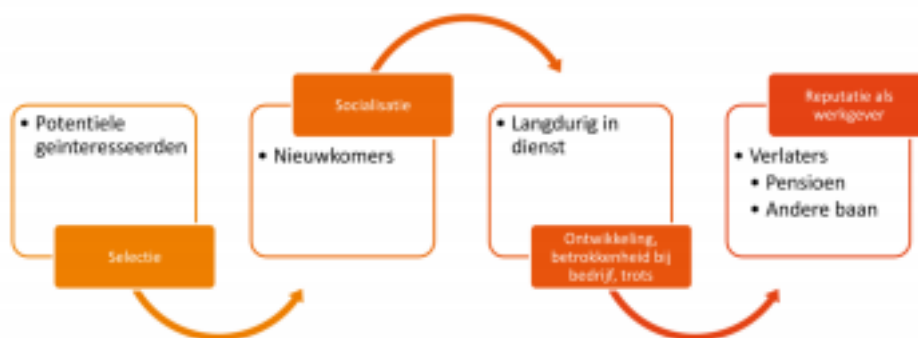 • Potentiele
geinteresseerden
Selectie
Socialisatie
• Nieuwkomers
• Langdurig in
dienst
Ontwikkeling,
betrokkenheid bij
bedrijf, trots
Reputatie als
werkgever
• Verlaters
• Pensioen
• Andere baan